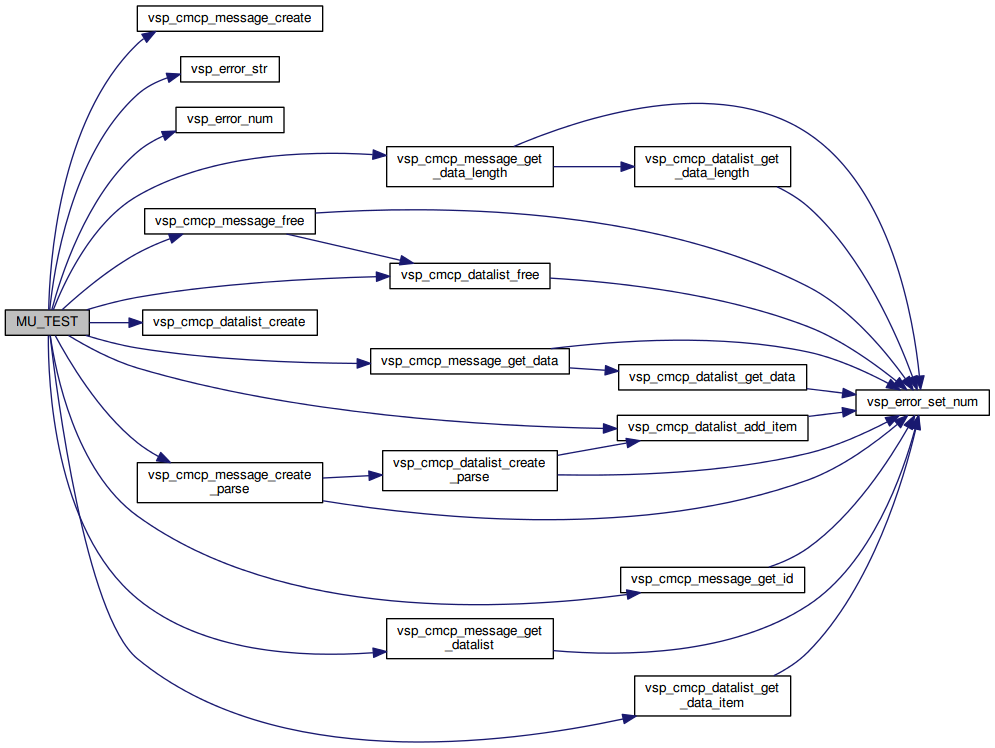 vsp_cmcp_message_create
vsp_error_str
vsp_error_num
vsp_cmcp_message_get
_data_length
vsp_cmcp_datalist_get
_data_length
vsp_cmcp_message_free
vsp_cmcp_datalist_free
MU_TEST
vsp_cmcp_datalist_create
vsp_cmcp_message_get_data
vsp_cmcp_datalist_get_data
vsp_error_set_num
vsp_cmcp_datalist_add_item
vsp_cmcp_message_create
_parse
vsp_cmcp_datalist_create
_parse
vsp_cmcp_message_get_id
vsp_cmcp_message_get
_datalist
vsp_cmcp_datalist_get
_data_item